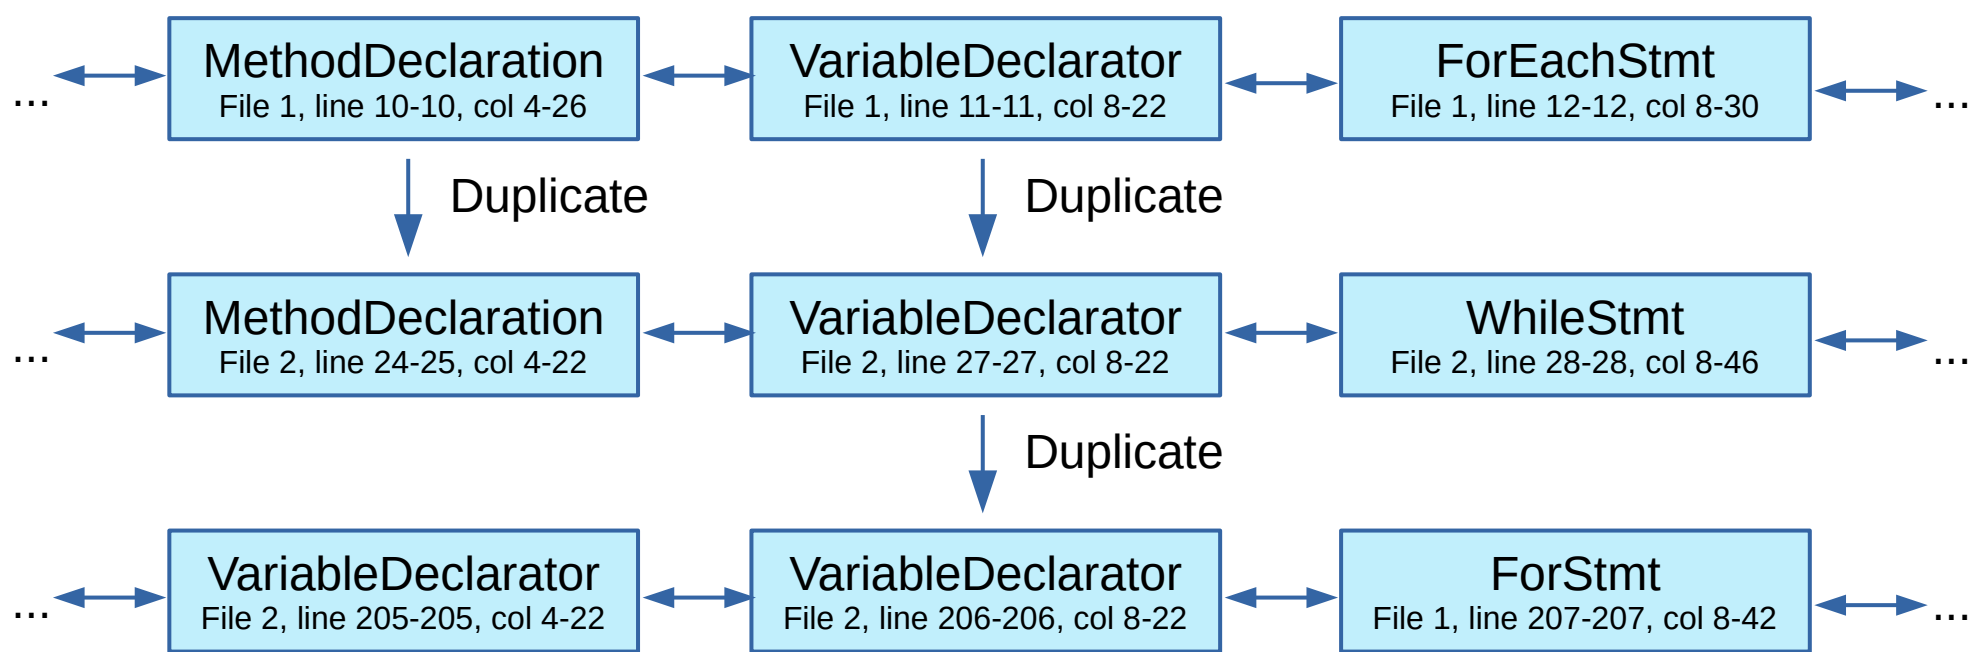 ... MethodDeclaration VariableDeclarator ForEachStmt ...
File 1, line 10-10, col 4-26 File 1, line 11-11, col 8-22 File 1, line 12-12, col 8-30
Duplicate Duplicate
... MethodDeclaration VariableDeclarator WhileStmt ...
File 2, line 24-25, col 4-22 File 2, line 27-27, col 8-22 File 2, line 28-28, col 8-46
Duplicate
... VariableDeclarator VariableDeclarator ForStmt ...
File 2, line 205-205, col 4-22 File 2, line 206-206, col 8-22 File 1, line 207-207, col 8-42